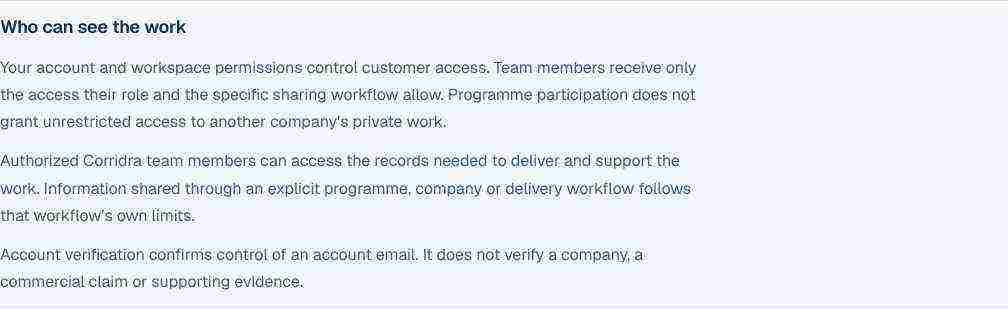 Who can see the work
Your account and workspace permissions control customer access. Team members receive only
the access their role and the specific sharing workflow allow. Programme participation does not
grant unrestricted access to another company's private work.
Authorized Corridra team members can access the records needed to deliver and support the
work. Information shared through an explicit programme, company or delivery workflow follows
that workflow's own limits.
Account verification confirms control of an account email. It does not verify a company, a
commercial claim or supporting evidence.